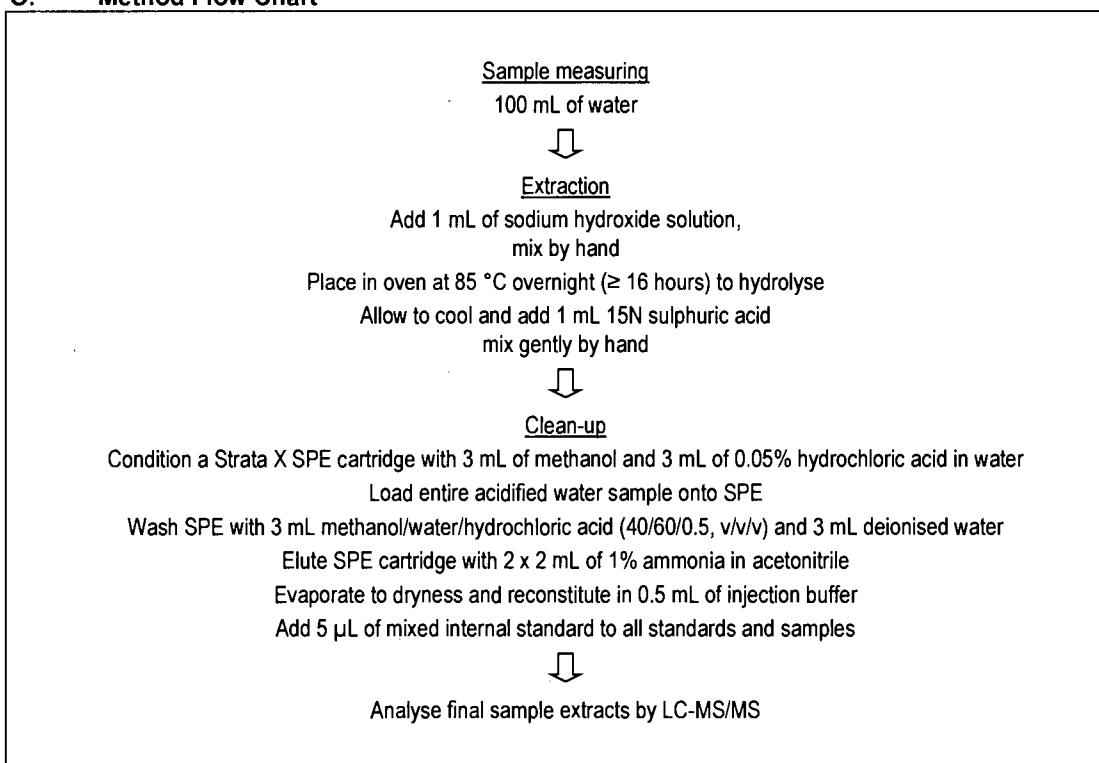 Method Flow Chart
Sample measuring
100 mL of water
Extraction
Add 1 mL of sodium hydroxide solution,
mix by hand
Place in oven at 85 °C overnight (≥ 16 hours) to hydrolyse
Allow to cool and add 1 mL 15N sulphuric acid
mix gently by hand
Clean-up
Condition a Strata X SPE cartridge with 3 mL of methanol and 3 mL of 0.05% hydrochloric acid in water
Load entire acidified water sample onto SPE
Wash SPE with 3 mL methanol/water/hydrochloric acid (40/60/0.5, v/v/v) and 3 mL deionised water
Elute SPE cartridge with 2 x 2 mL of 1% ammonia in acetonitrile
Evaporate to dryness and reconstitute in 0.5 mL of injection buffer
Add 5 µL of mixed internal standard to all standards and samples
Analyse final sample extracts by LC-MS/MS